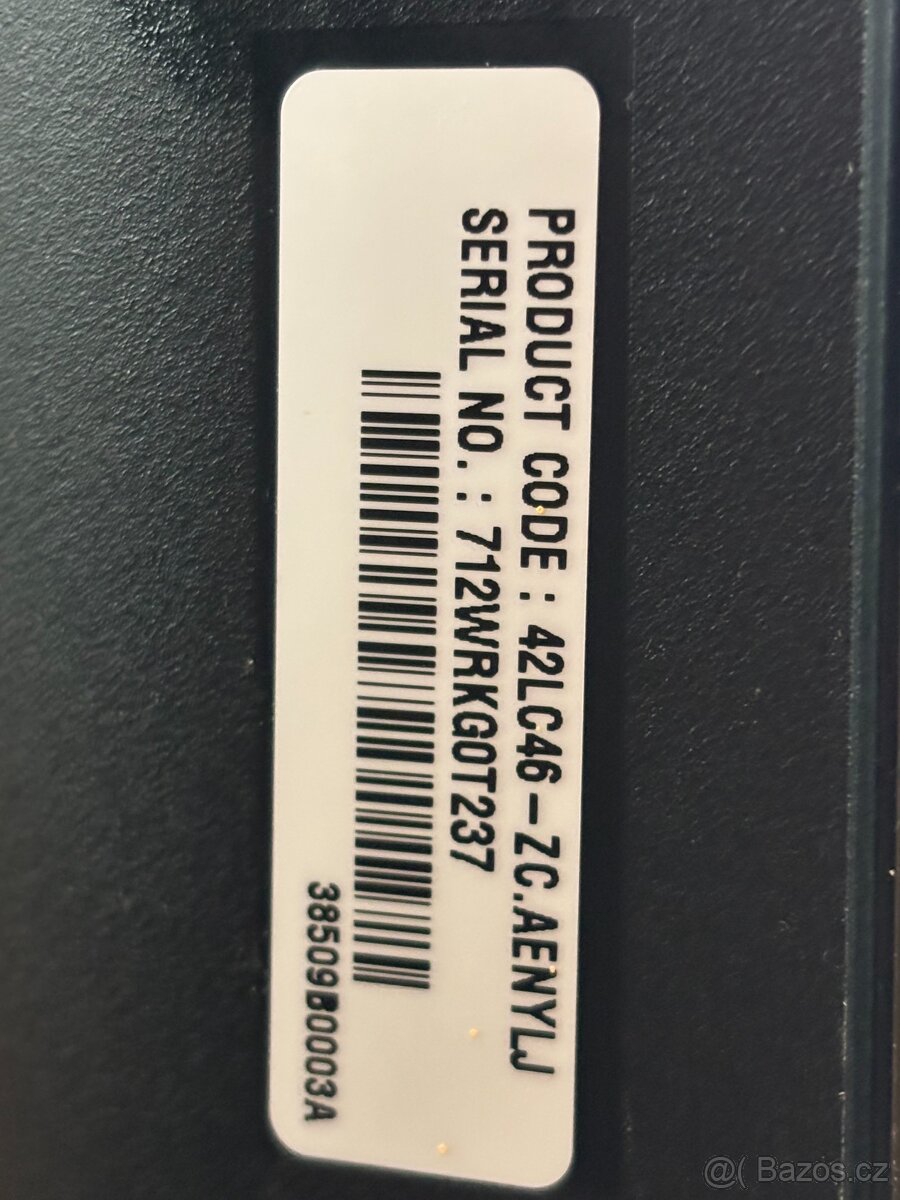 PRODUCT CODE : 42LC46-ZC.AENYLJ
SERIAL NO. : 712WRKG0T237
38509B0003A
@( Bazos.cz